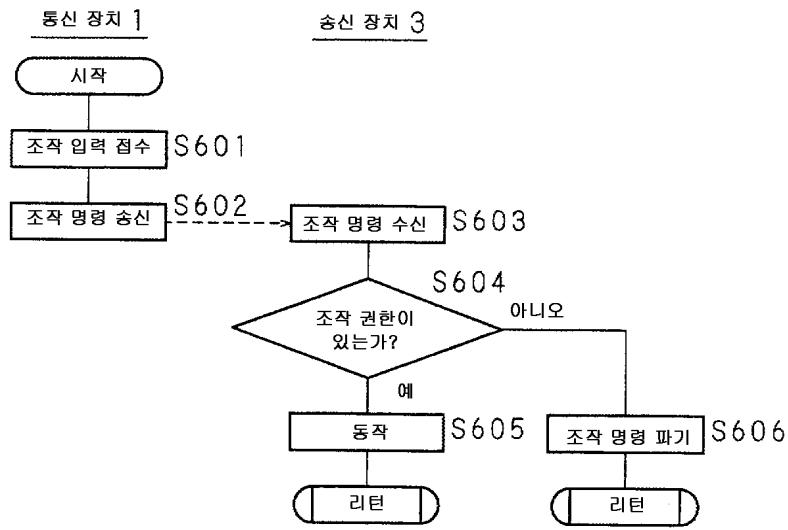 통신 장치 1
송신 장치 3
시작
조작 입력 접수 S601
조작 명령 송신 S602
조작 명령 수신 S603
S604
조작 권한이
있는가?
아니오
예
동작 S605
조작 명령 파기 S606
리턴
리턴